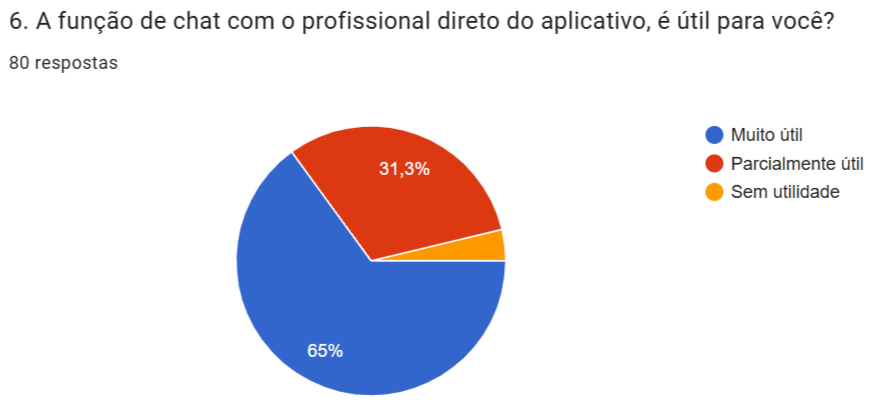 6. A função de chat com o profissional direto do aplicativo, é útil para você?
80 respostas
31,3%
65%
Muito útil
Parcialmente útil
Sem utilidade